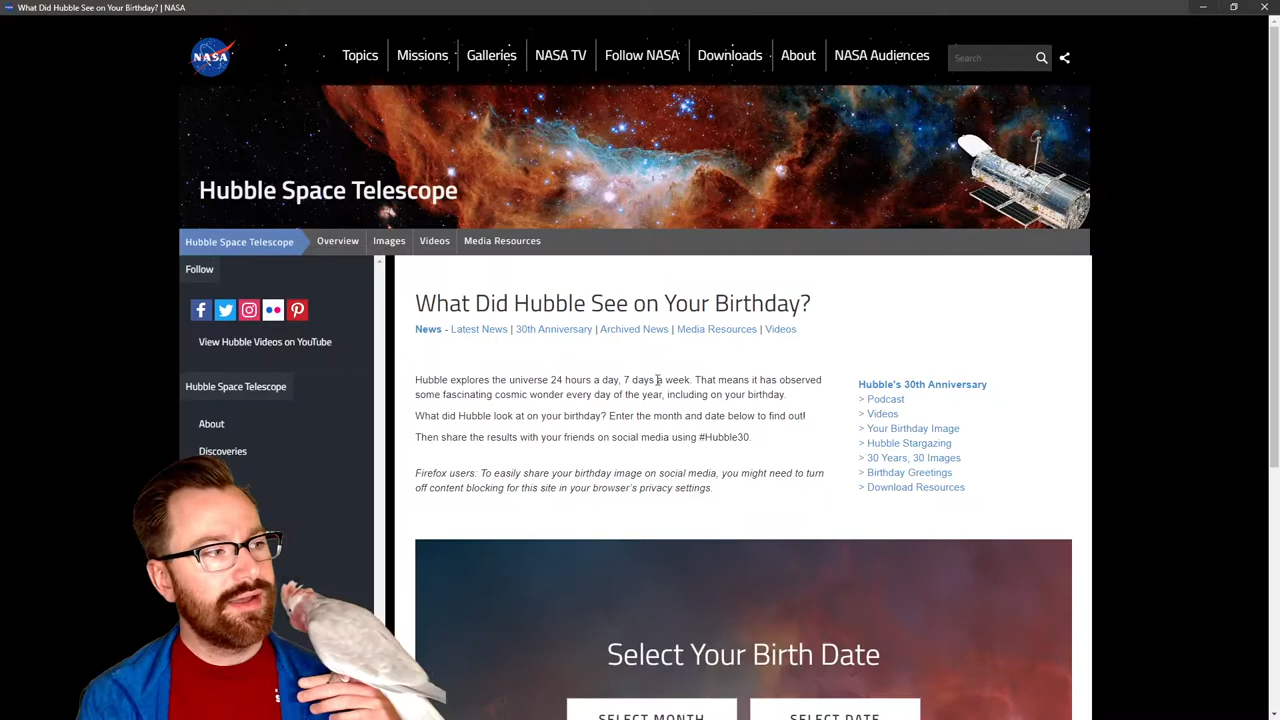 What Did Hubble See on Your Birthday? | NASA
NASA
Topics
Missions
Galleries
NASA TV
Follow NASA
Downloads
About
NASA Audiences
Search
Hubble Space Telescope
Hubble Space Telescope
Overview
Images
Videos
Media Resources
Follow
View Hubble Videos on YouTube
Hubble Space Telescope
About
Discoveries
What Did Hubble See on Your Birthday?
News - Latest News | 30th Anniversary | Archived News | Media Resources | Videos
Hubble explores the universe 24 hours a day, 7 days a week. That means it has observed
some fascinating cosmic wonder every day of the year, including on your birthday.
What did Hubble look at on your birthday? Enter the month and date below to find out!
Then share the results with your friends on social media using #Hubble30.
Firefox users: To easily share your birthday image on social media, you might need to turn
off content blocking for this site in your browser's privacy settings.
Hubble's 30th Anniversary
> Podcast
> Videos
> Your Birthday Image
> Hubble Stargazing
> 30 Years, 30 Images
> Birthday Greetings
> Download Resources
Select Your Birth Date
SELECT MONTH
SELECT DATE